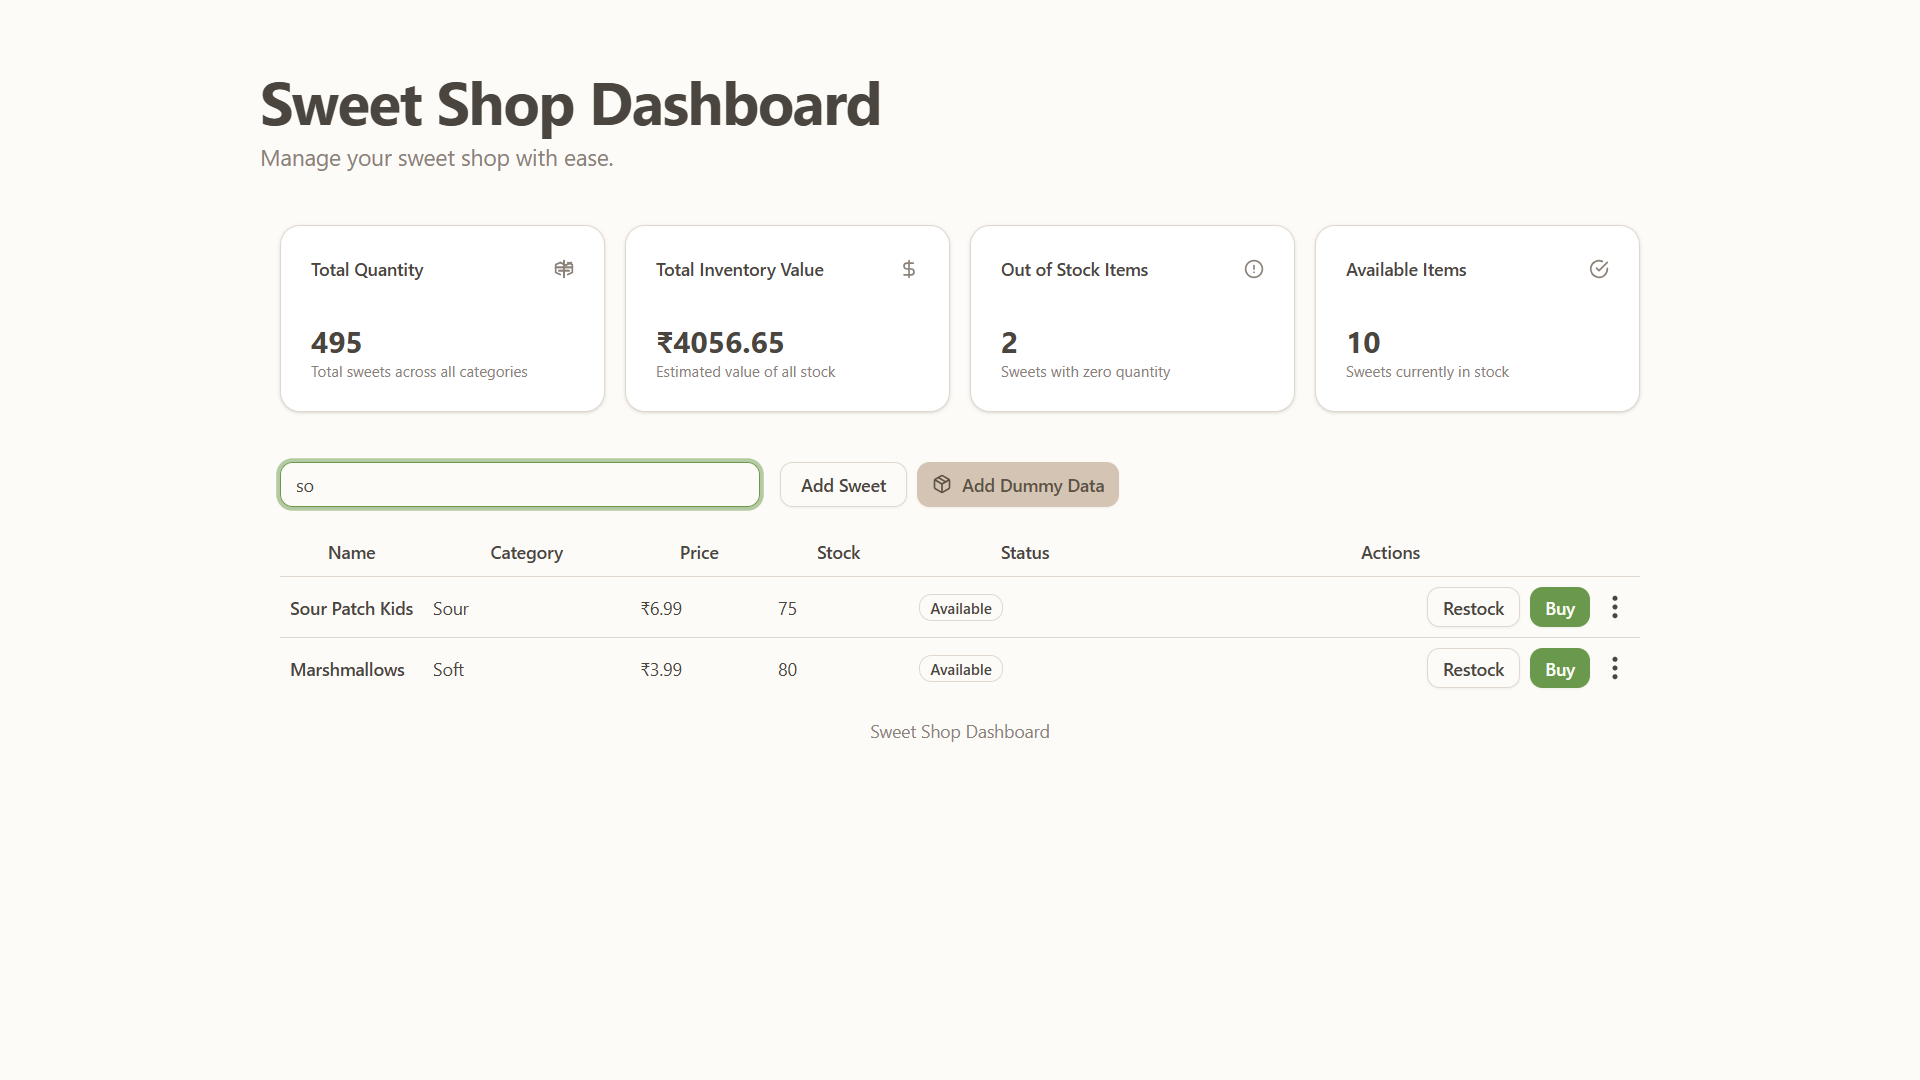 Sweet Shop Dashboard
Manage your sweet shop with ease.
Total Quantity
495
Total sweets across all categories
Total Inventory Value
₹4056.65
Estimated value of all stock
Out of Stock Items
2
Sweets with zero quantity
Available Items
10
Sweets currently in stock
so
Add Sweet
Add Dummy Data
Name Category Price Stock Status Actions
Sour Patch Kids Sour ₹6.99 75 Available Restock Buy
Marshmallows Soft ₹3.99 80 Available Restock Buy
Sweet Shop Dashboard